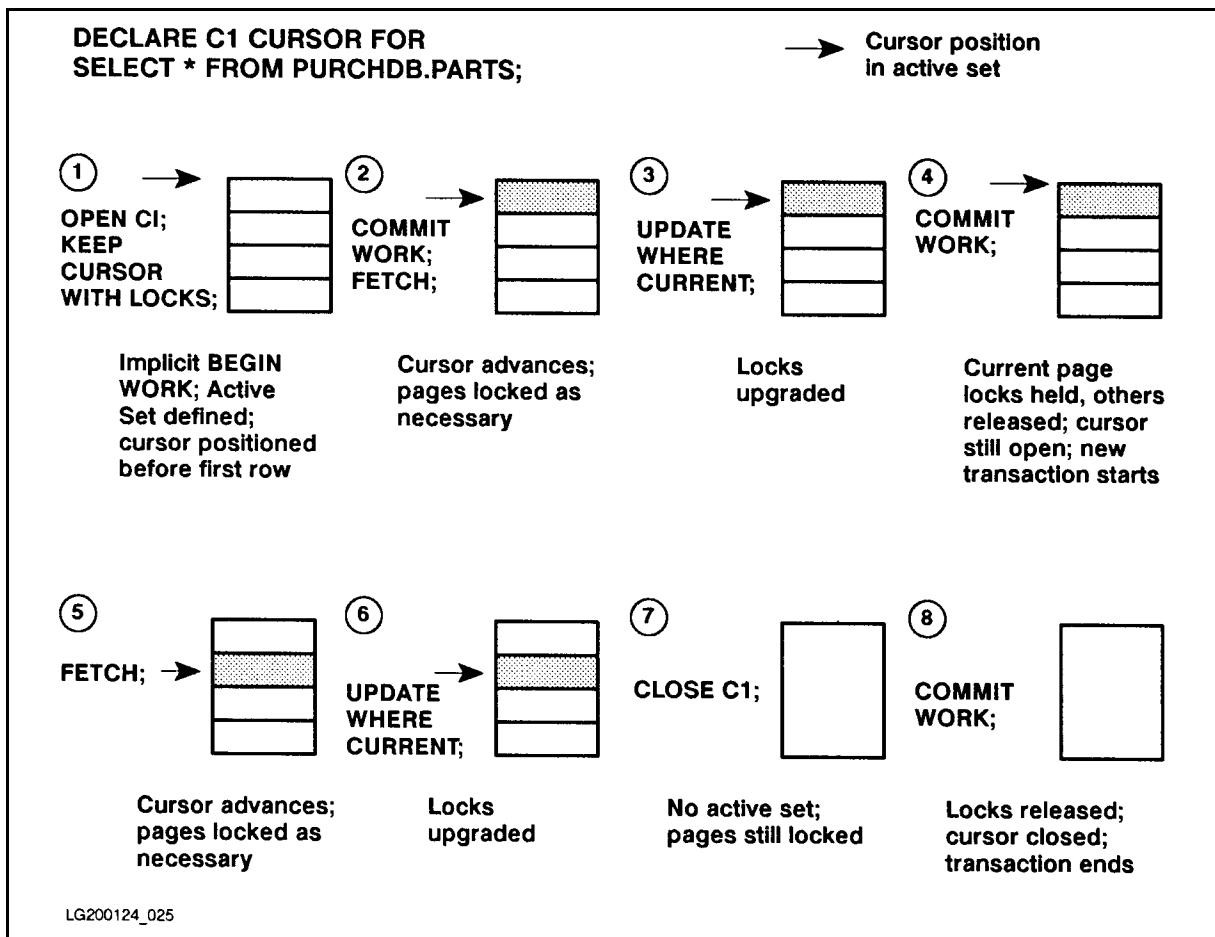 DECLARE C1 CURSOR FOR
SELECT * FROM PURCHDB.PARTS;
Cursor position
in active set
1
OPEN CI;
KEEP
CURSOR
WITH LOCKS;
Implicit BEGIN
WORK; Active
Set defined;
cursor positioned
before first row
2
COMMIT
WORK;
FETCH;
Cursor advances;
pages locked as
necessary
3
UPDATE
WHERE
CURRENT;
Locks
upgraded
4
COMMIT
WORK;
Current page
locks held, others
released; cursor
still open; new
transaction starts
5
FETCH;
Cursor advances;
pages locked as
necessary
6
UPDATE
WHERE
CURRENT;
Locks
upgraded
7
CLOSE C1;
No active set;
pages still locked
8
COMMIT
WORK;
Locks released;
cursor closed;
transaction ends
LG200124_025